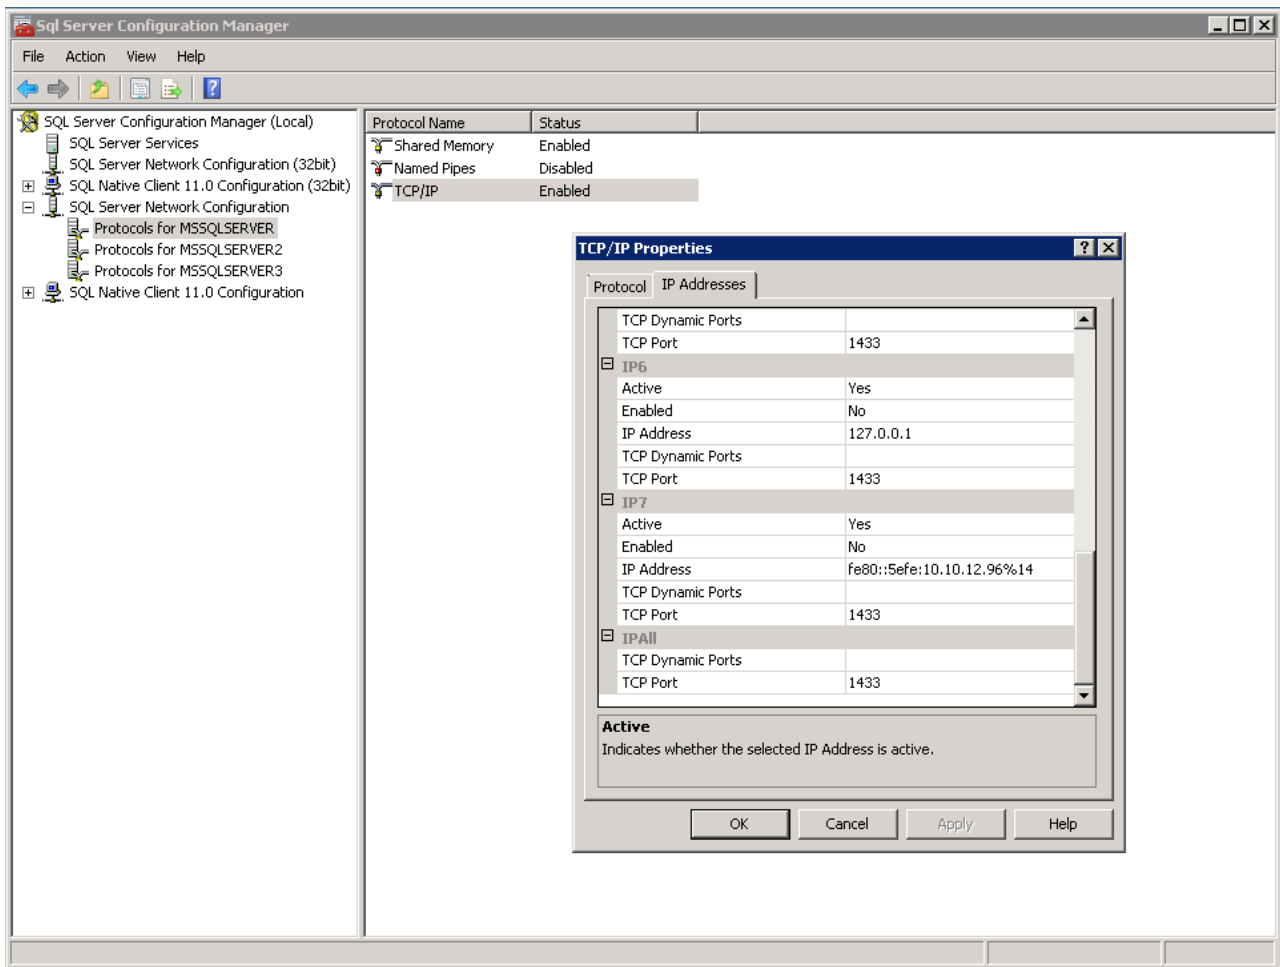 Sql Server Configuration Manager
File Action View Help
SQL Server Configuration Manager (Local)
SQL Server Services
SQL Server Network Configuration (32bit)
SQL Native Client 11.0 Configuration (32bit)
SQL Server Network Configuration
Protocols for MSSQLSERVER
Protocols for MSSQLSERVER2
Protocols for MSSQLSERVER3
SQL Native Client 11.0 Configuration
Protocol Name Status
Shared Memory Enabled
Named Pipes Disabled
TCP/IP Enabled
TCP/IP Properties
Protocol IP Addresses
TCP Dynamic Ports
TCP Port 1433
IP6
Active Yes
Enabled No
IP Address 127.0.0.1
TCP Dynamic Ports
TCP Port 1433
IP7
Active Yes
Enabled No
IP Address fe80::5efe:10.10.12.96%14
TCP Dynamic Ports
TCP Port 1433
IPAll
TCP Dynamic Ports
TCP Port 1433
Active
Indicates whether the selected IP Address is active.
OK Cancel Apply Help